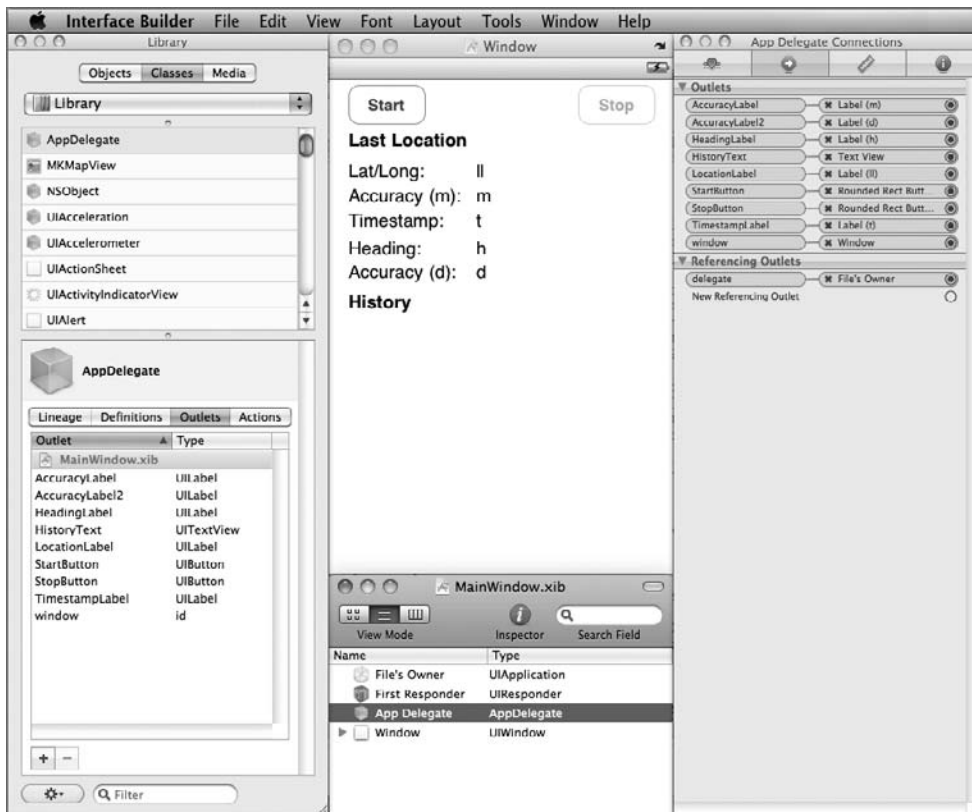 Interface Builder File Edit View Font Layout Tools Window Help
Library
Objects Classes Media
Library
AppDelegate
MKMapView
NSObject
UIAcceleration
UIAccelerometer
UIActionSheet
UIActivityIndicatorView
UIAlert
AppDelegate
Lineage Definitions Outlets Actions
Outlet Type
MainWindow.xib
AccuracyLabel UILabel
AccuracyLabel2 UILabel
HeadingLabel UILabel
HistoryText UITextView
LocationLabel UILabel
StartButton UIButton
StopButton UIButton
TimestampLabel UILabel
window id
Filter
Window
Start Stop
Last Location
Lat/Long: ll
Accuracy (m): m
Timestamp: t
Heading: h
Accuracy (d): d
History
MainWindow.xib
View Mode Inspector Search Field
Name Type
File's Owner UIApplication
First Responder UIResponder
App Delegate AppDelegate
Window UIWindow
App Delegate Connections
Outlets
AccuracyLabel Label (m)
AccuracyLabel2 Label (d)
HeadingLabel Label (h)
HistoryText Text View
LocationLabel Label (ll)
StartButton Rounded Rect Butt...
StopButton Rounded Rect Butt...
TimestampLabel Label (t)
window Window
Referencing Outlets
delegate File's Owner
New Referencing Outlet